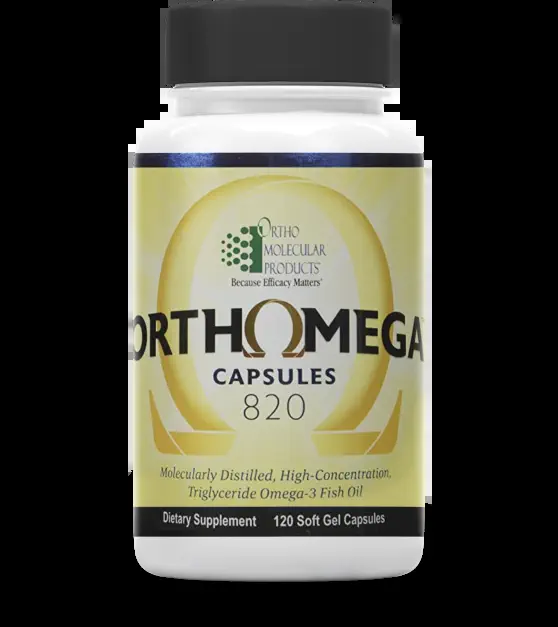 ORTHO
MOLECULAR
PRODUCTS
Because Efficacy Matters®
ORTHΩMEGA
CAPSULES
820
Molecularly Distilled, High-Concentration,
Triglyceride Omega-3 Fish Oil
Dietary Supplement 120 Soft Gel Capsules